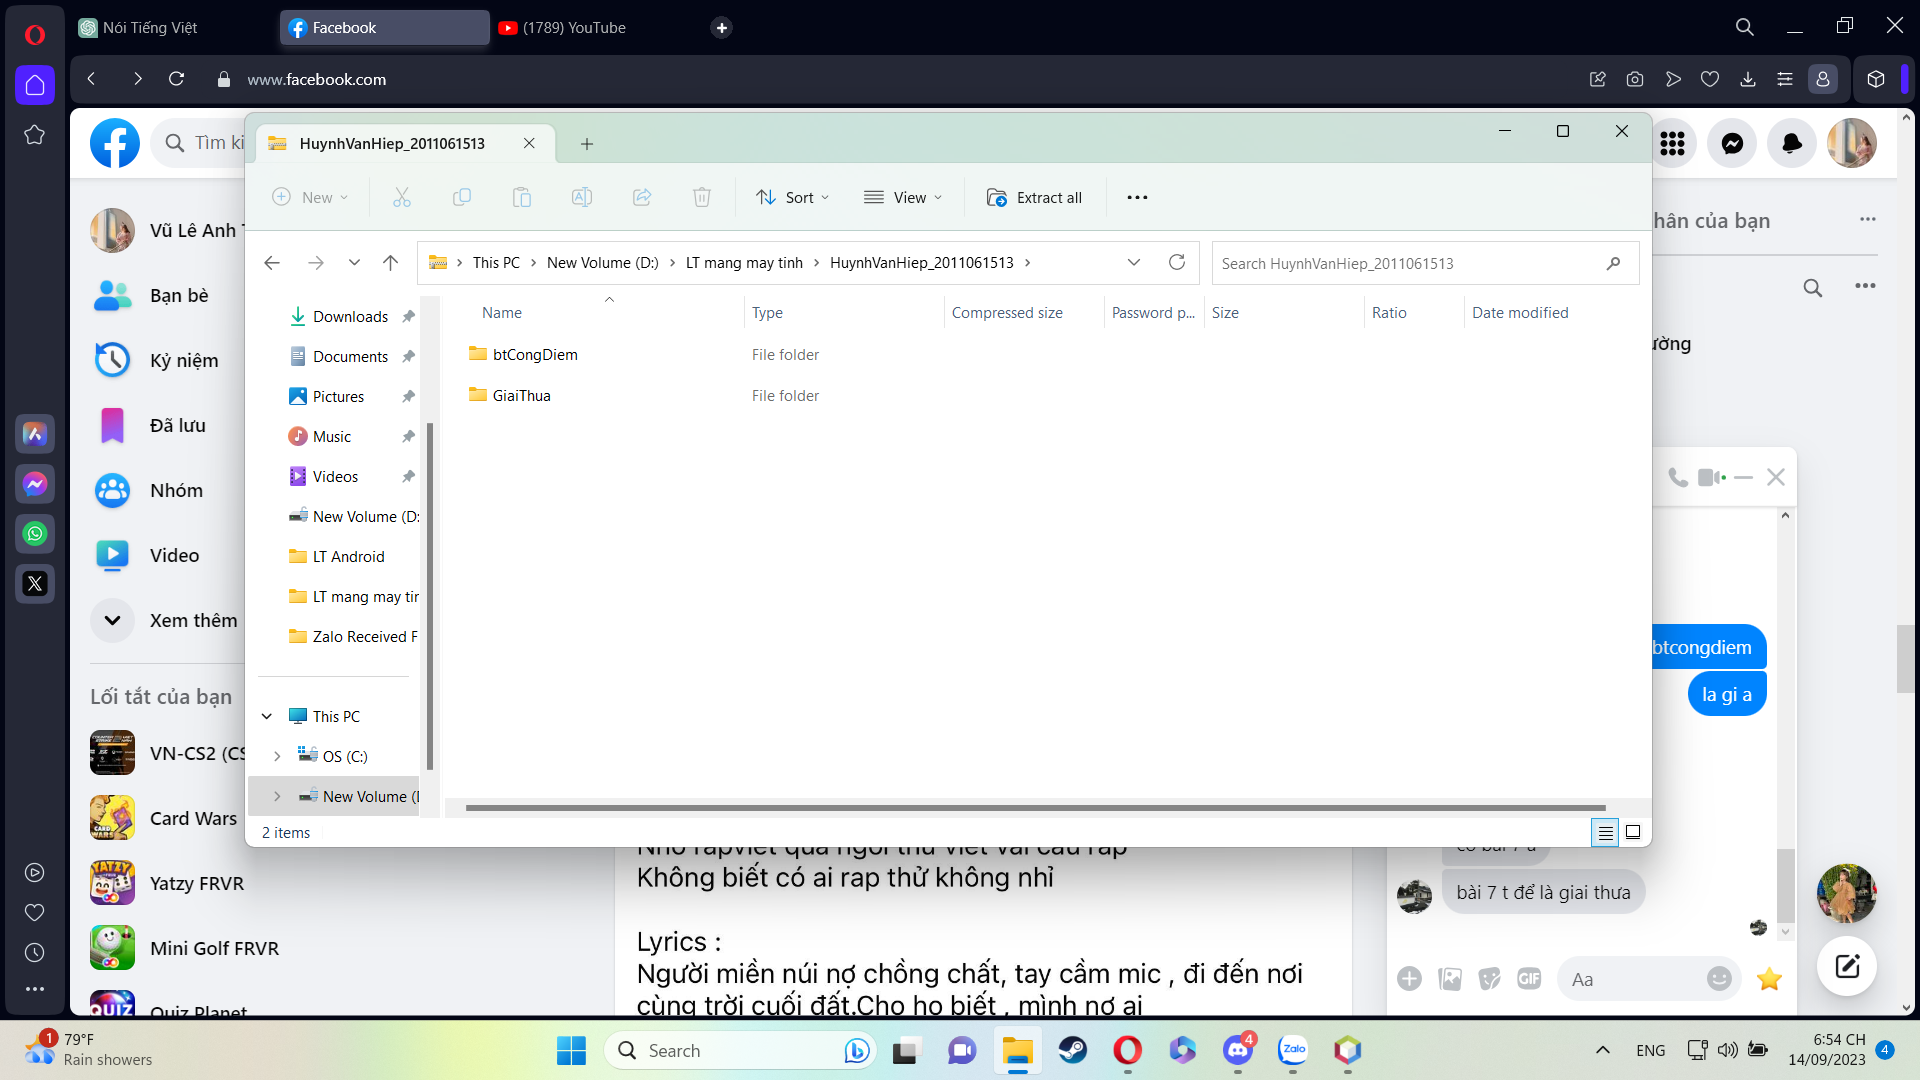 Nói Tiếng Việt
Facebook
(1789) YouTube
www.facebook.com
Tìm ki
HuynhVanHiep_2011061513
New
Sort
View
Extract all
This PC
New Volume (D:)
LT mang may tinh
HuynhVanHiep_2011061513
Search HuynhVanHiep_2011061513
Name
Type
Compressed size
Password p...
Size
Ratio
Date modified
btCongDiem
File folder
GiaiThua
File folder
Downloads
Documents
Pictures
Music
Videos
New Volume (D:
LT Android
LT mang may tin
Zalo Received F
This PC
OS (C:)
New Volume (
2 items
Vũ Lê Anh
Bạn bè
Kỷ niệm
Đã lưu
Nhóm
Video
Xem thêm
Lối tắt của bạn
VN-CS2 (CS
Card Wars
Yatzy FRVR
Mini Golf FRVR
Quiz Planet
hân của bạn
ường
btcongdiem
la gi a
bài 7 t để là giai thưa
GIF
Aa
Không biết có ai rap thử không nhỉ
Lyrics :
Người miền núi nợ chồng chất, tay cầm mic , đi đến nơi
cùng trời cuối đất.Cho họ biết , mình nợ ai
1
79°F
Rain showers
Search
4
Zalo
ENG
6:54 CH
14/09/2023
4